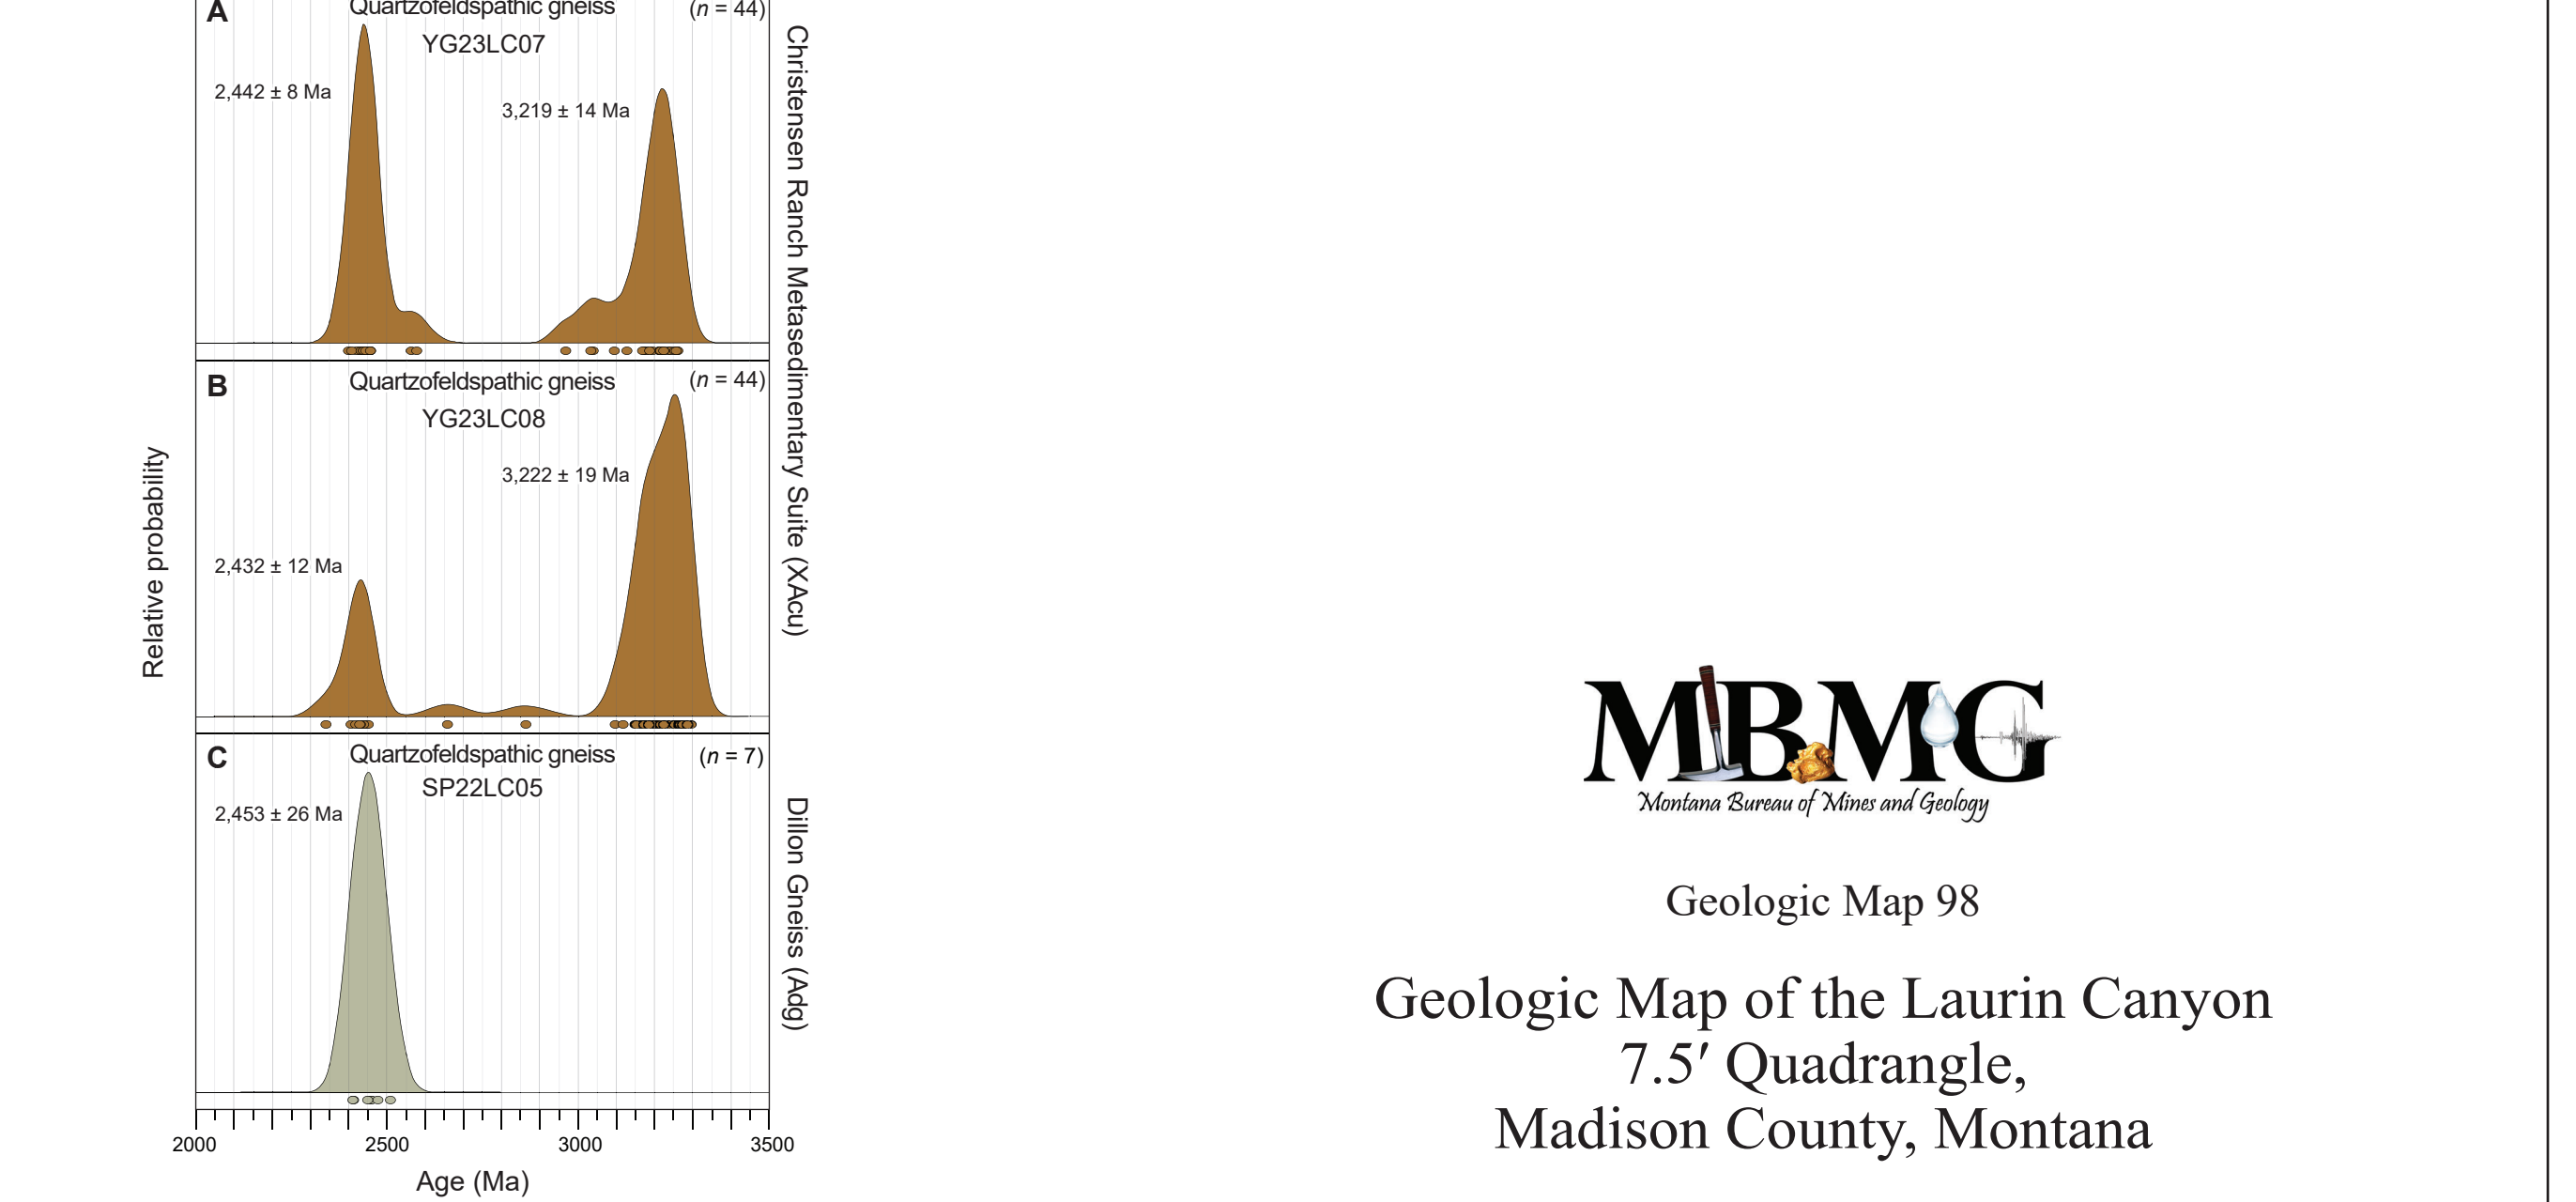 A
Quartzofeldspathic gneiss
(n = 44)
YG23LC07
2,442 ± 8 Ma
3,219 ± 14 Ma
B
Quartzofeldspathic gneiss
(n = 44)
YG23LC08
3,222 ± 19 Ma
2,432 ± 12 Ma
Christensen Ranch Metasedimentary Suite (XAcu)
Relative probability
C
Quartzofeldspathic gneiss
(n = 7)
SP22LC05
2,453 ± 26 Ma
Dillon Gneiss (Adg)
2000
2500
3000
3500
Age (Ma)
MBMG
Montana Bureau of Mines and Geology
Geologic Map 98
Geologic Map of the Laurin Canyon
7.5′ Quadrangle,
Madison County, Montana